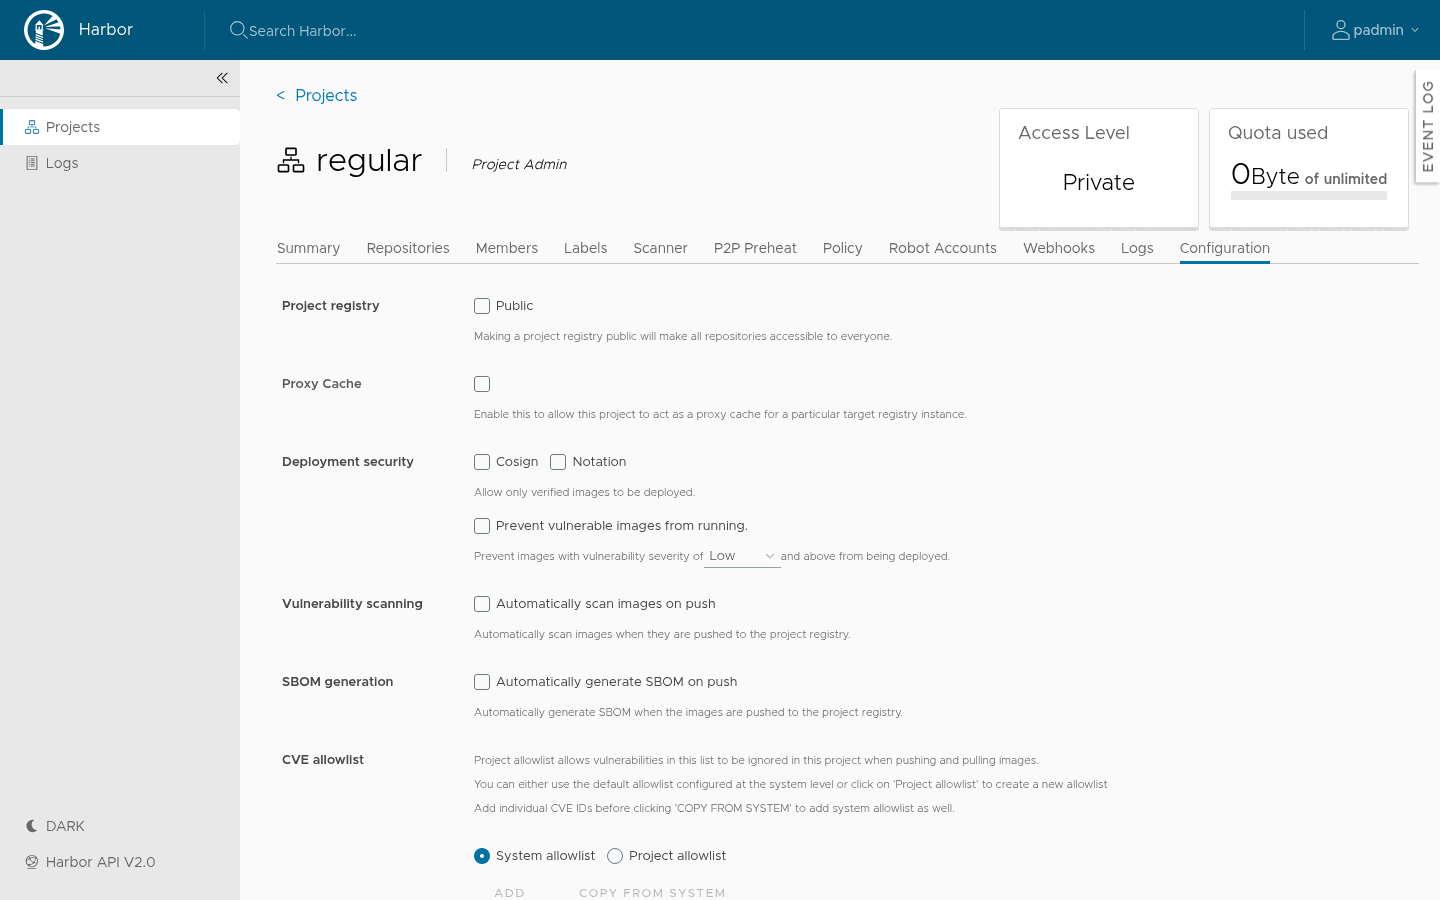 Harbor
Search Harbor...
padmin
Projects
Logs
DARK
Harbor API V2.0
< Projects
regular
Project Admin
Access Level
Private
Quota used
0Byte of unlimited
EVENT LOG
Summary Repositories Members Labels Scanner P2P Preheat Policy Robot Accounts Webhooks Logs Configuration
Project registry
Public
Making a project registry public will make all repositories accessible to everyone.
Proxy Cache
Enable this to allow this project to act as a proxy cache for a particular target registry instance.
Deployment security
Cosign Notation
Allow only verified images to be deployed.
Prevent vulnerable images from running.
Prevent images with vulnerability severity of Low and above from being deployed.
Vulnerability scanning
Automatically scan images on push
Automatically scan images when they are pushed to the project registry.
SBOM generation
Automatically generate SBOM on push
Automatically generate SBOM when the images are pushed to the project registry.
CVE allowlist
Project allowlist allows vulnerabilities in this list to be ignored in this project when pushing and pulling images.
You can either use the default allowlist configured at the system level or click on 'Project allowlist' to create a new allowlist
Add individual CVE IDs before clicking 'COPY FROM SYSTEM' to add system allowlist as well.
System allowlist Project allowlist
ADD COPY FROM SYSTEM